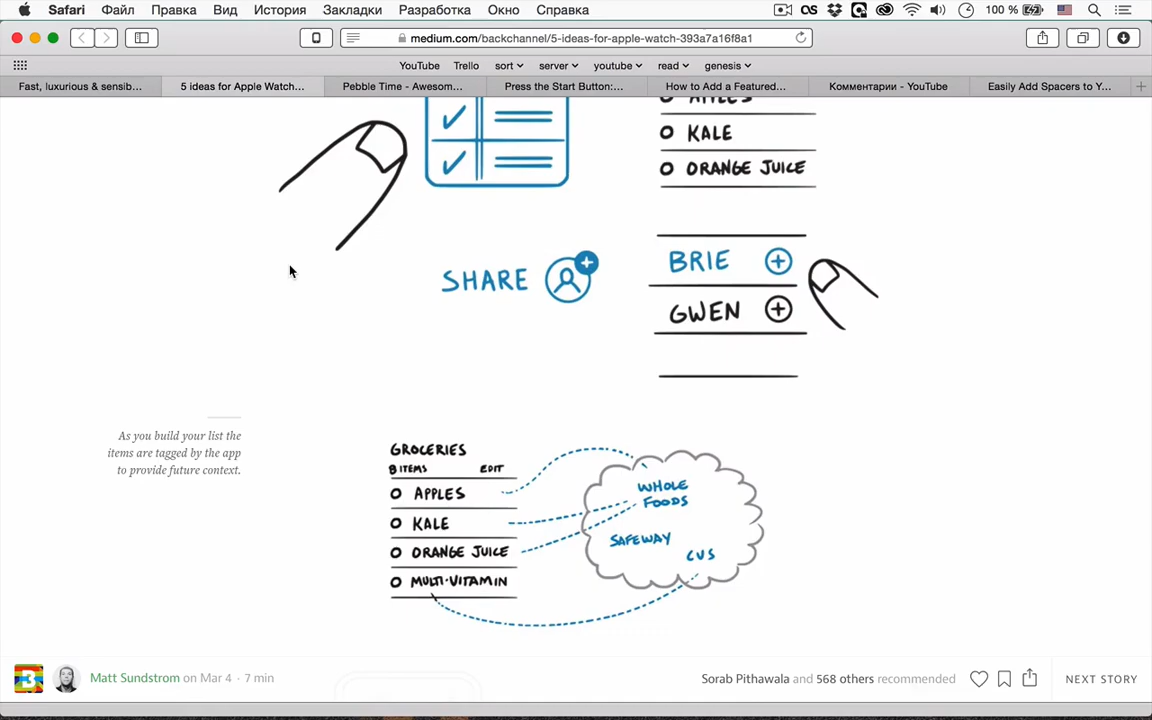 Safari Файл Правка Вид История Закладки Разработка Окно Справка 100 %
medium.com/backchannel/5-ideas-for-apple-watch-393a7a16f8a1
YouTube Trello sort server youtube read genesis
Fast, luxurious & sensib... 5 ideas for Apple Watch... Pebble Time - Awesom... Press the Start Button:... How to Add a Featured... Комментарии - YouTube Easily Add Spacers to Y...
APPLES
KALE
ORANGE JUICE
BRIE
SHARE
GWEN
As you build your list the
items are tagged by the app
to provide future context.
GROCERIES
8 ITEMS EDIT
APPLES
KALE
ORANGE JUICE
MULTI-VITAMIN
WHOLE
FOODS
SAFEWAY
CVS
Matt Sundstrom on Mar 4 · 7 min
Sorab Pithawala and 568 others recommended
NEXT STORY